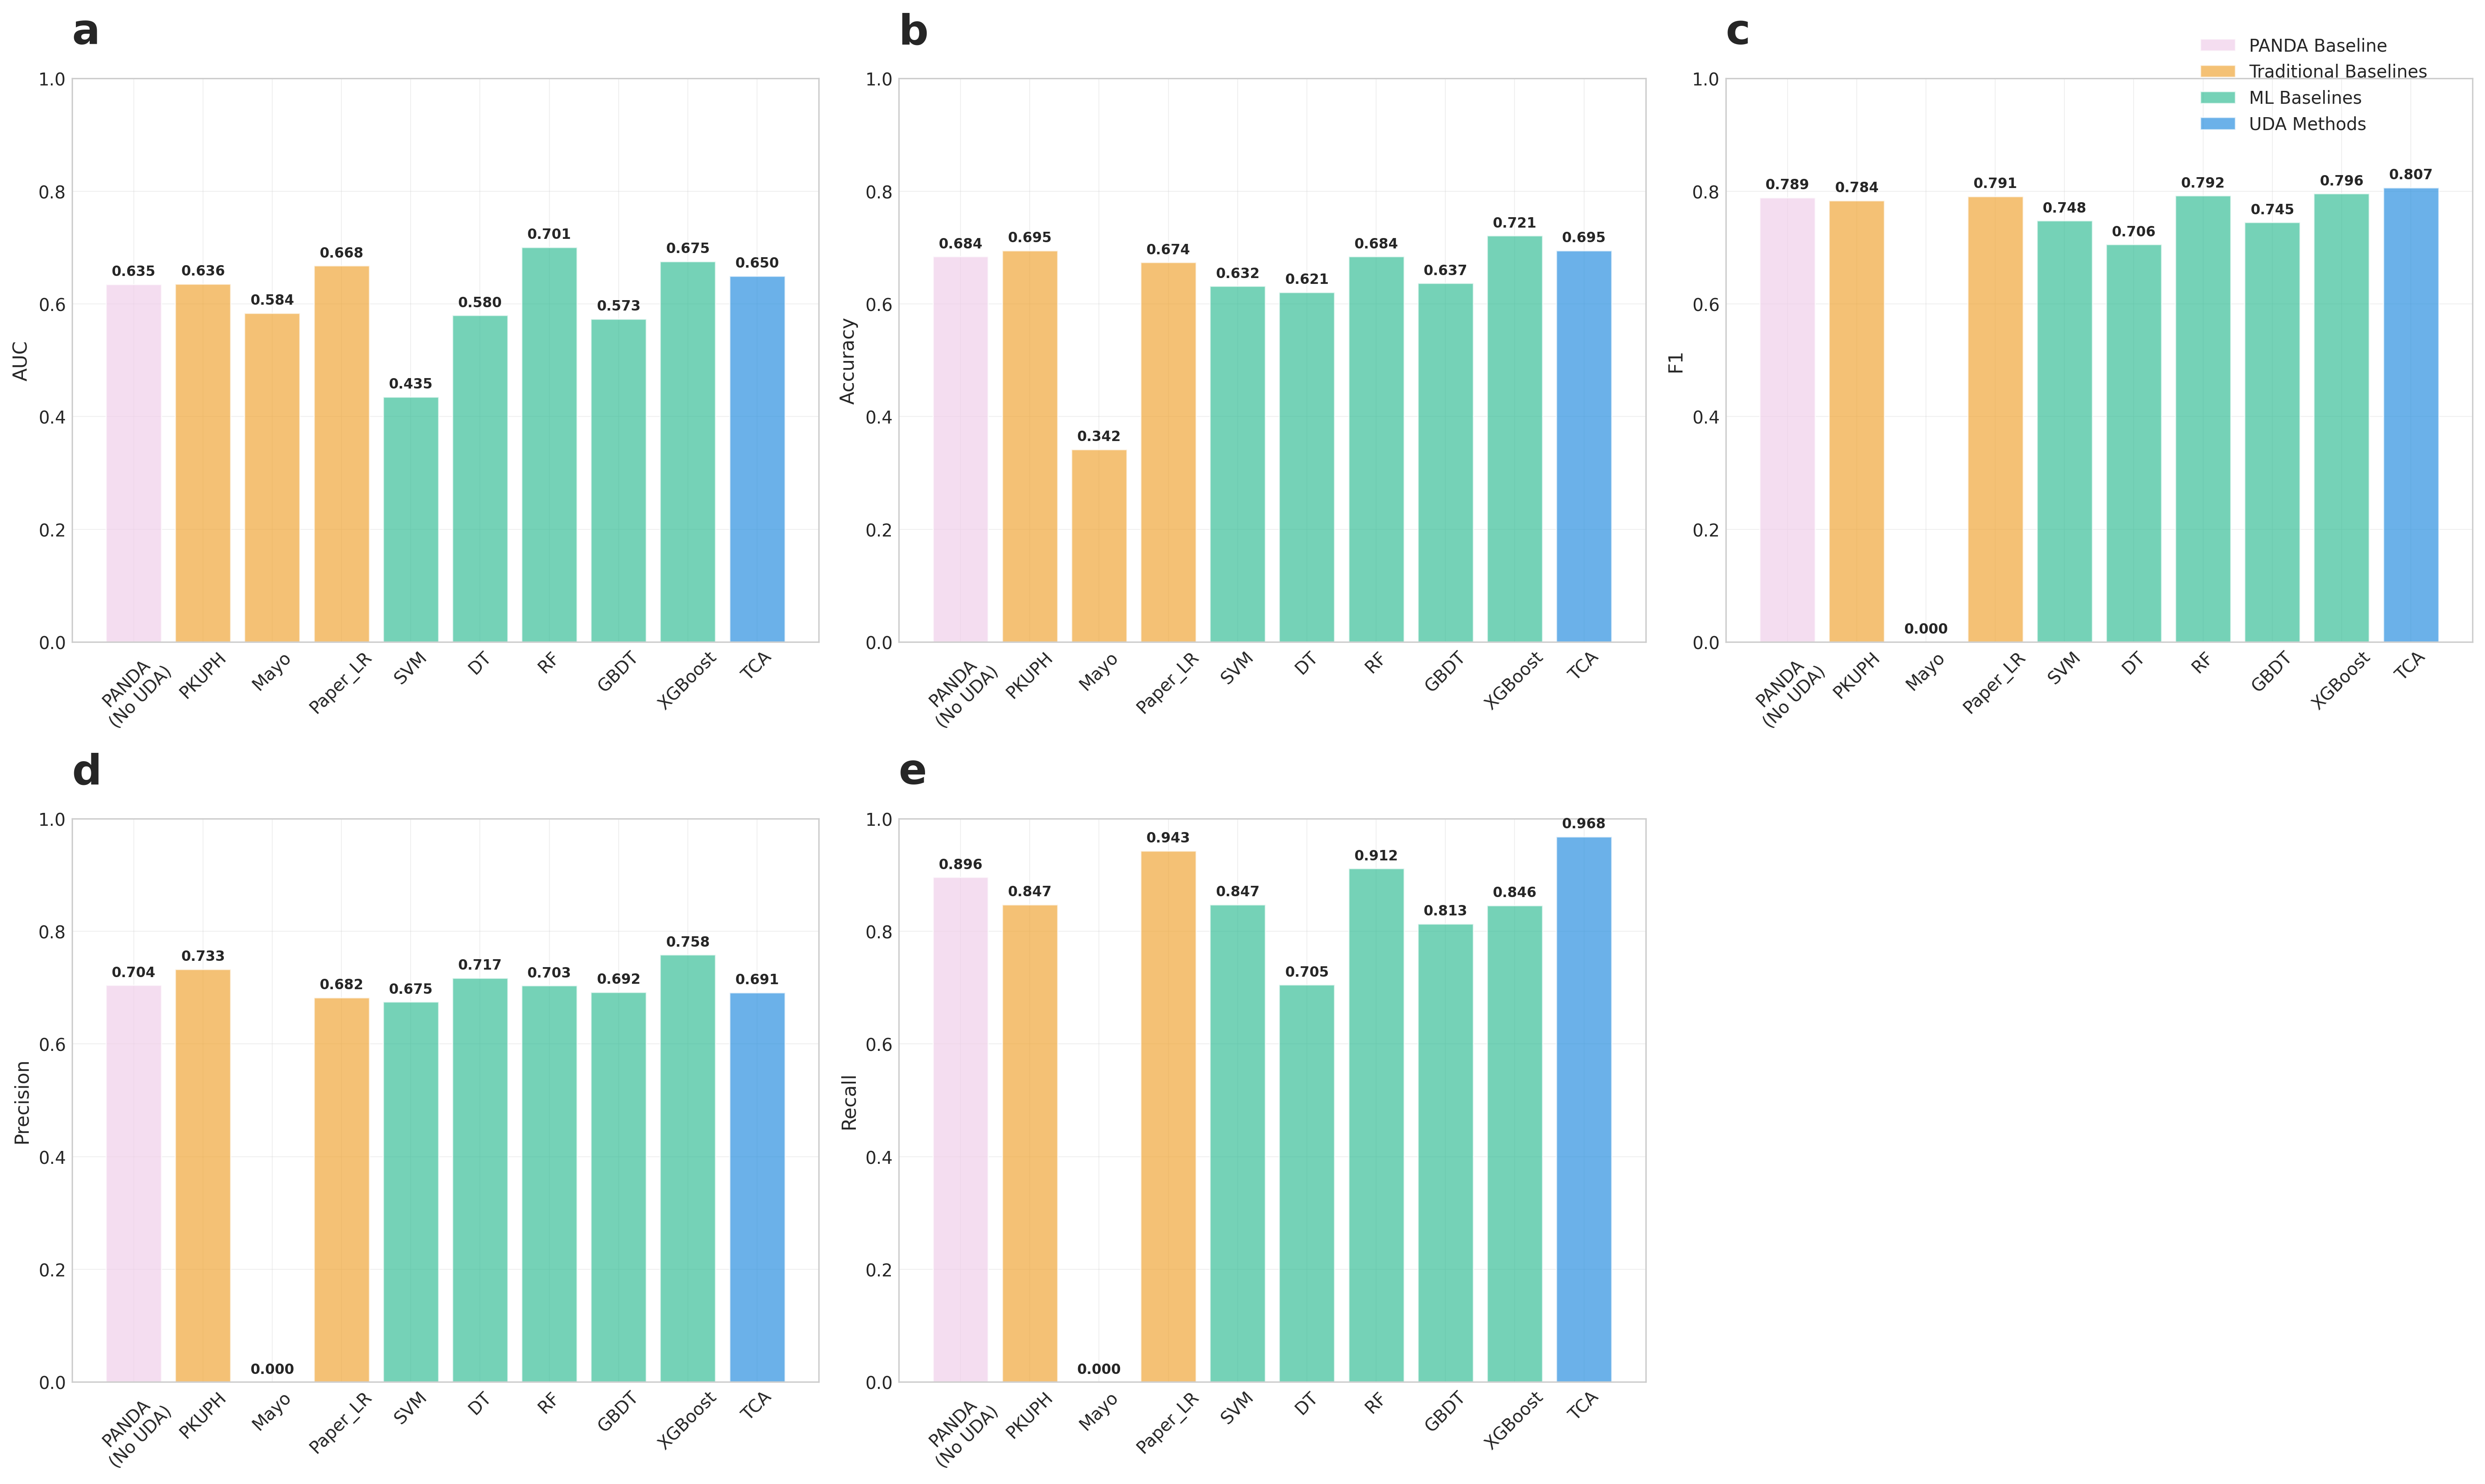 a
1.0
0.8
0.6
0.4
0.2
0.0
AUC
0.635
0.636
0.584
0.668
0.435
0.580
0.701
0.573
0.675
0.650
PANDA
(No UDA)
PKUPH
Mayo
Paper_LR
SVM
DT
RF
GBDT
XGBoost
TCA
b
1.0
0.8
0.6
0.4
0.2
0.0
Accuracy
0.684
0.695
0.342
0.674
0.632
0.621
0.684
0.637
0.721
0.695
PANDA
(No UDA)
PKUPH
Mayo
Paper_LR
SVM
DT
RF
GBDT
XGBoost
TCA
c
PANDA Baseline
Traditional Baselines
ML Baselines
UDA Methods
1.0
0.8
0.6
0.4
0.2
0.0
F1
0.789
0.784
0.000
0.791
0.748
0.706
0.792
0.745
0.796
0.807
PANDA
(No UDA)
PKUPH
Mayo
Paper_LR
SVM
DT
RF
GBDT
XGBoost
TCA
d
1.0
0.8
0.6
0.4
0.2
0.0
Precision
0.704
0.733
0.000
0.682
0.675
0.717
0.703
0.692
0.758
0.691
PANDA
(No UDA)
PKUPH
Mayo
Paper_LR
SVM
DT
RF
GBDT
XGBoost
TCA
e
1.0
0.8
0.6
0.4
0.2
0.0
Recall
0.896
0.847
0.000
0.943
0.847
0.705
0.912
0.813
0.846
0.968
PANDA
(No UDA)
PKUPH
Mayo
Paper_LR
SVM
DT
RF
GBDT
XGBoost
TCA